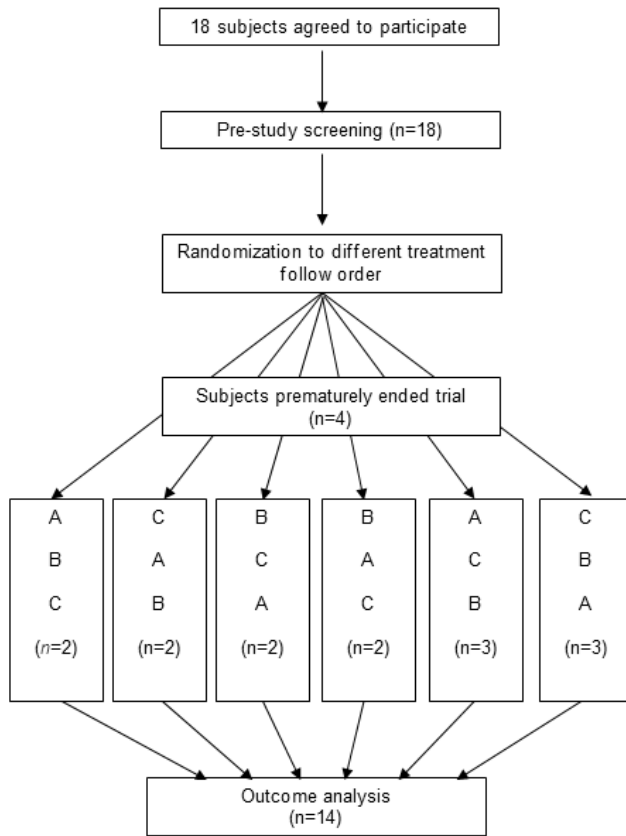 18 subjects agreed to participate
Pre-study screening (n=18)
Randomization to different treatment
follow order
Subjects prematurely ended trial
(n=4)
A
B
C
(n=2)
C
A
B
(n=2)
B
C
A
(n=2)
B
A
C
(n=2)
A
C
B
(n=3)
C
B
A
(n=3)
Outcome analysis
(n=14)